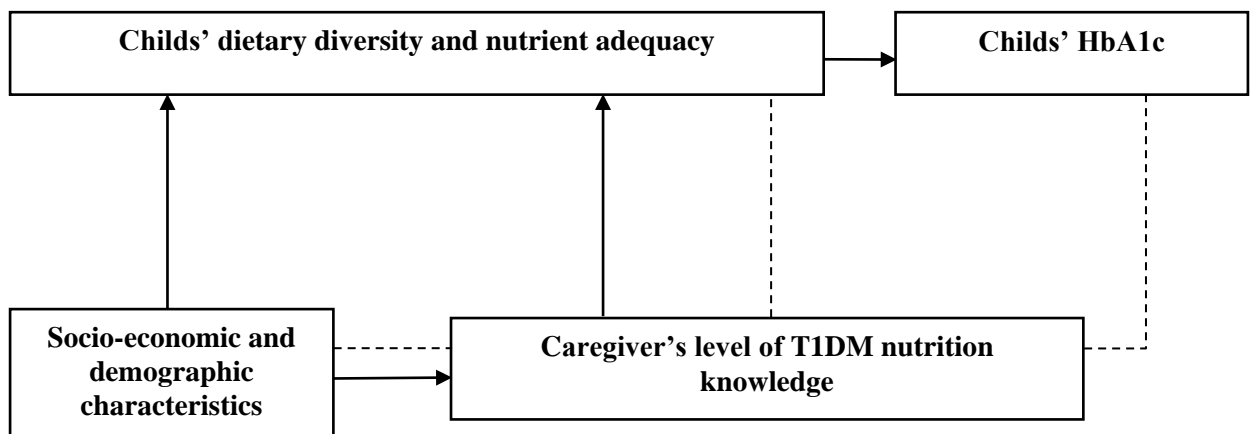 Childs’ dietary diversity and nutrient adequacy
Childs’ HbA1c
Socio-economic and
demographic
characteristics
Caregiver’s level of T1DM nutrition
knowledge